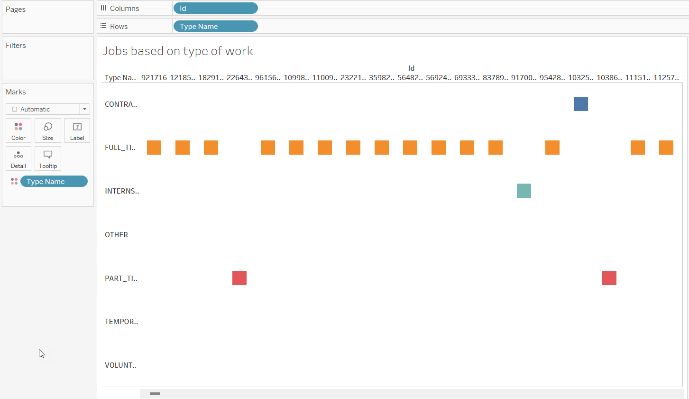 Pages
Columns
Id
Rows
Type Name
Filters
Jobs based on type of work
Id
Type Na.. 921716 12185.. 18291.. 22643.. 96156.. 10998.. 11009.. 23221.. 35982.. 56482.. 56924.. 69333.. 83789.. 91700.. 95428.. 10325.. 10386.. 11151.. 11257..
Marks
Automatic
Color Size Label
Detail Tooltip
Type Name
CONTRA..
FULL_TI..
INTERNS..
OTHER
PART_TI..
TEMPOR..
VOLUNT..